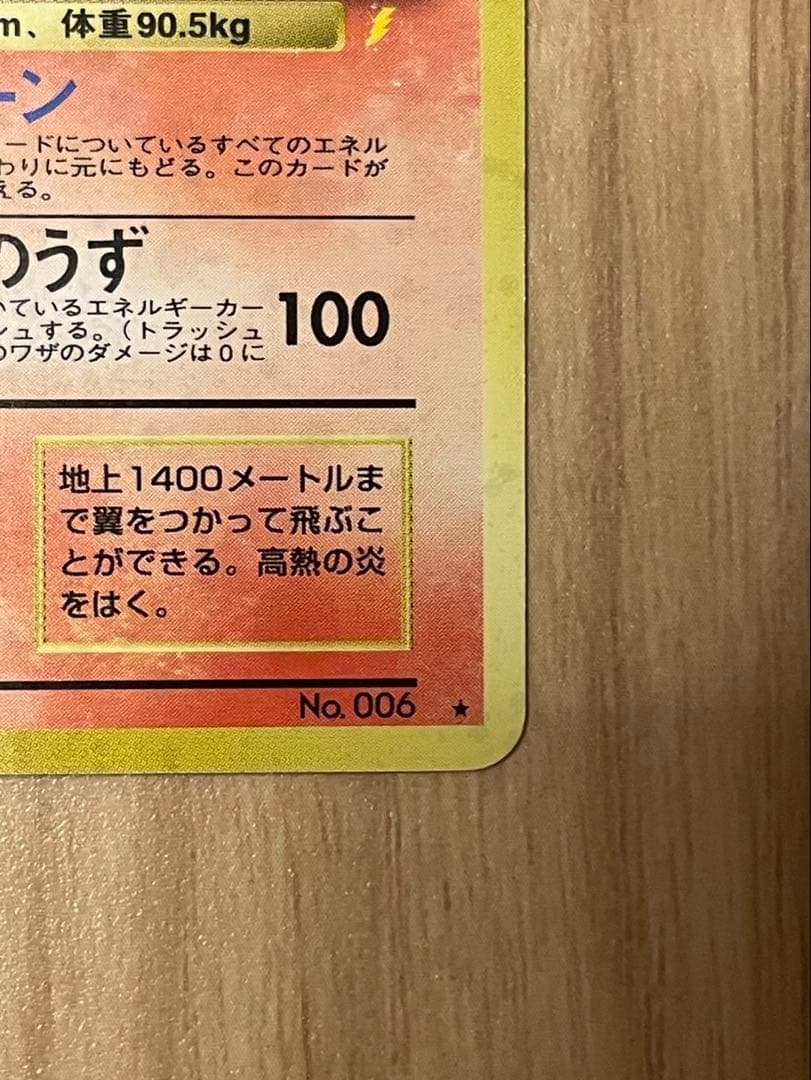 m、体重90.5kg
ーン
ードについているすべてのエネル
わりに元にもどる。このカードが
える。
のうず
いているエネルギーカー
シュする。(トラッシュ
のワザのダメージは0に
100
地上1400メートルま
で翼をつかって飛ぶこ
とができる。高熱の炎
をはく。
No. 006 ★